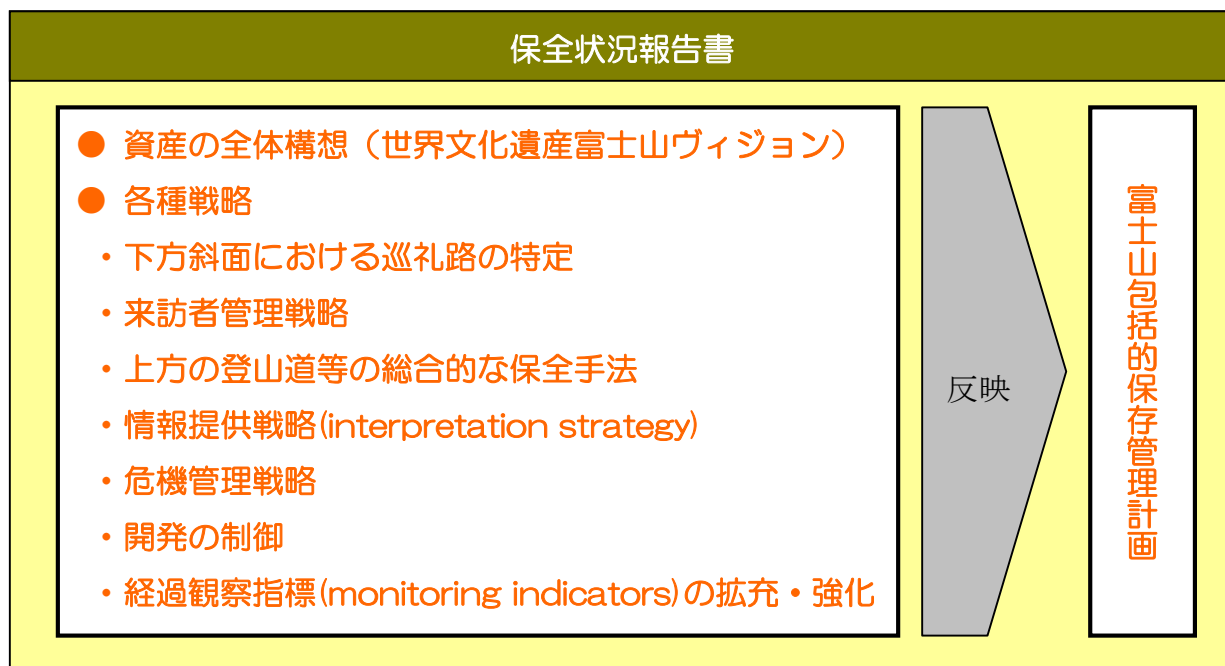 保全状況報告書
● 資産の全体構想（世界文化遺産富士山ヴィジョン）
● 各種戦略
・下方斜面における巡礼路の特定
・来訪者管理戦略
・上方の登山道等の総合的な保全手法
・情報提供戦略(interpretation strategy)
・危機管理戦略
・開発の制御
・経過観察指標(monitoring indicators)の拡充・強化
反映
富士山包括的保存管理計画